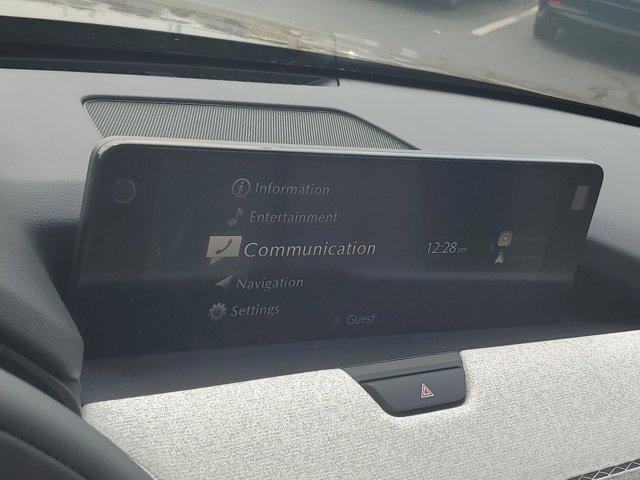 Information
Entertainment
Communication
12:28 pm
Navigation
Settings
Guest